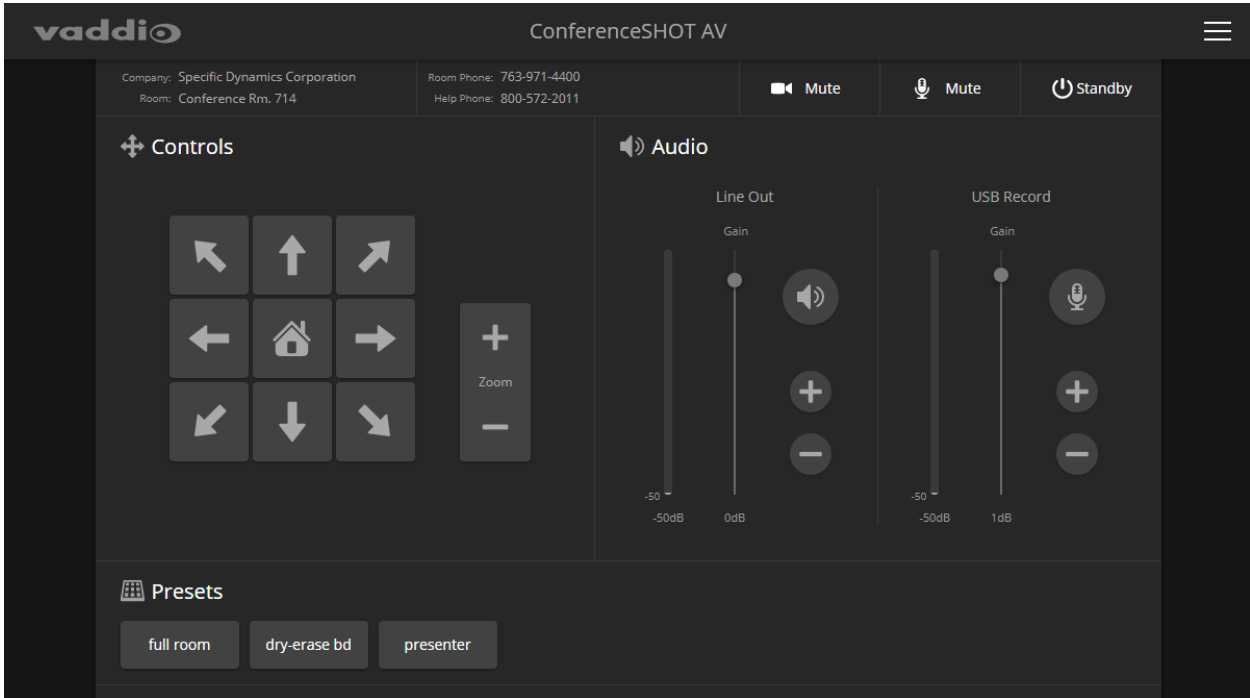 vaddio
ConferenceSHOT AV
Company: Specific Dynamics Corporation
Room: Conference Rm. 714
Room Phone: 763-971-4400
Help Phone: 800-572-2011
Mute
Mute
Standby
Controls
Zoom
Audio
Line Out
Gain
-50
-50dB
0dB
USB Record
Gain
-50
-50dB
1dB
Presets
full room
dry-erase bd
presenter